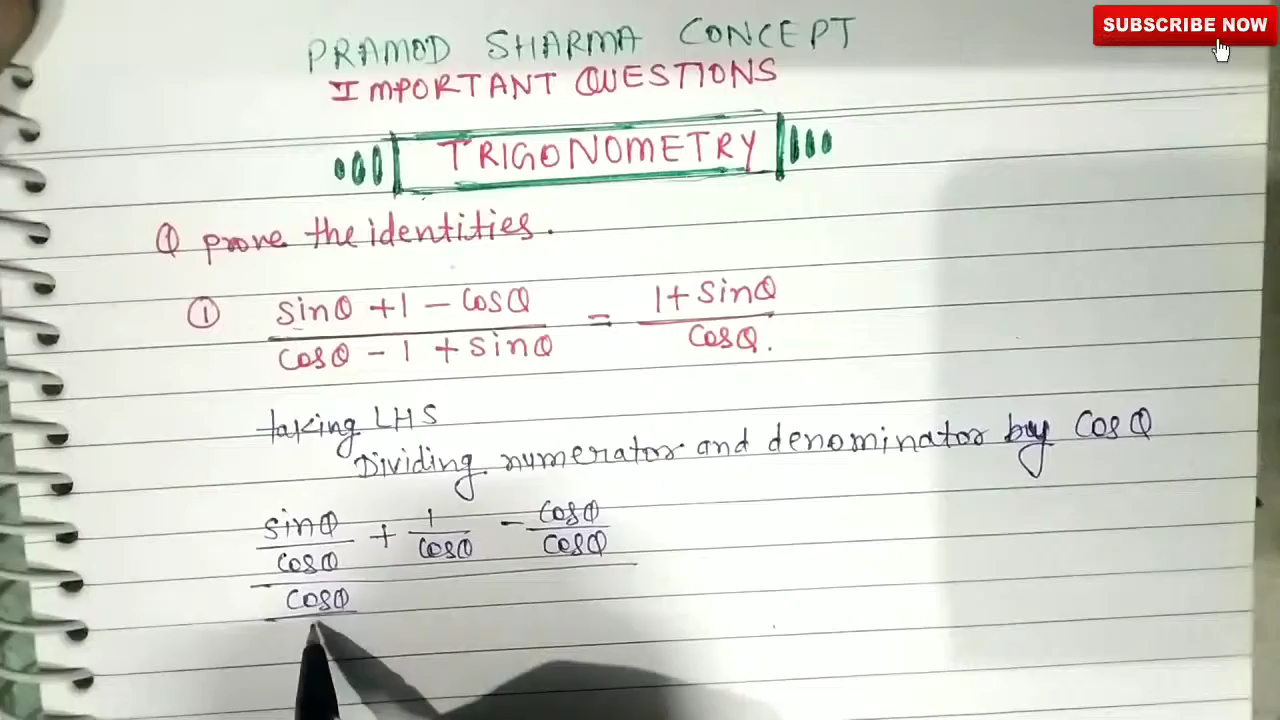 SUBSCRIBE NOW
PRAMOD SHARMA CONCEPT
IMPORTANT QUESTIONS
TRIGONOMETRY
Q prove the identities.
① (sinθ + 1 - cosθ)/(cosθ - 1 + sinθ) = (1 + sinθ)/cosθ.
taking LHS
Dividing numerator and denominator by cosθ
sinθ/cosθ + 1/cosθ - cosθ/cosθ
cosθ